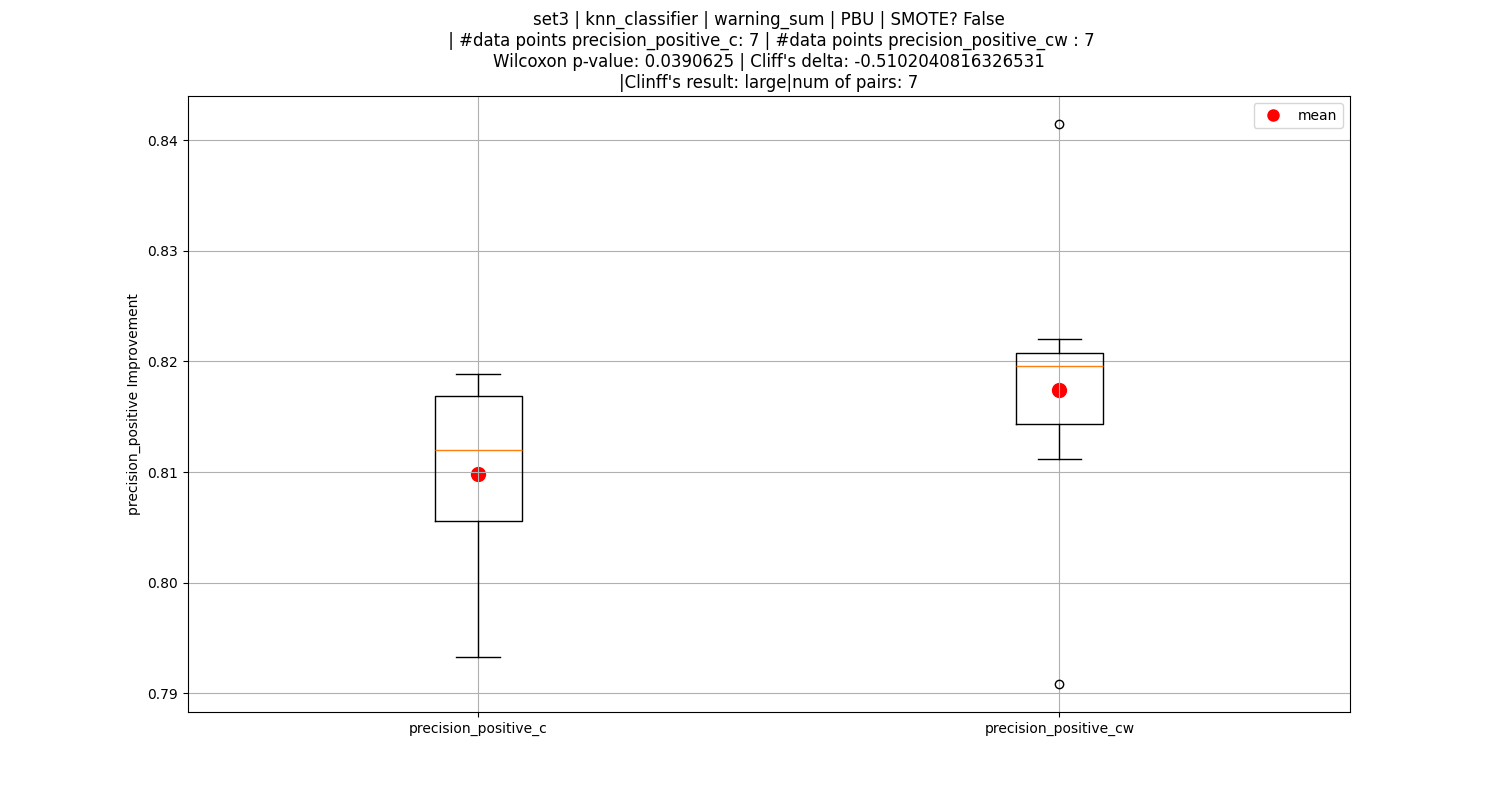 set3 | knn_classifier | warning_sum | PBU | SMOTE? False
| #data points precision_positive_c: 7 | #data points precision_positive_cw : 7
Wilcoxon p-value: 0.0390625 | Cliff's delta: -0.5102040816326531
|Clinff's result: large|num of pairs: 7
mean
0.84
0.83
0.82
0.81
0.80
0.79
precision_positive Improvement
precision_positive_c
precision_positive_cw